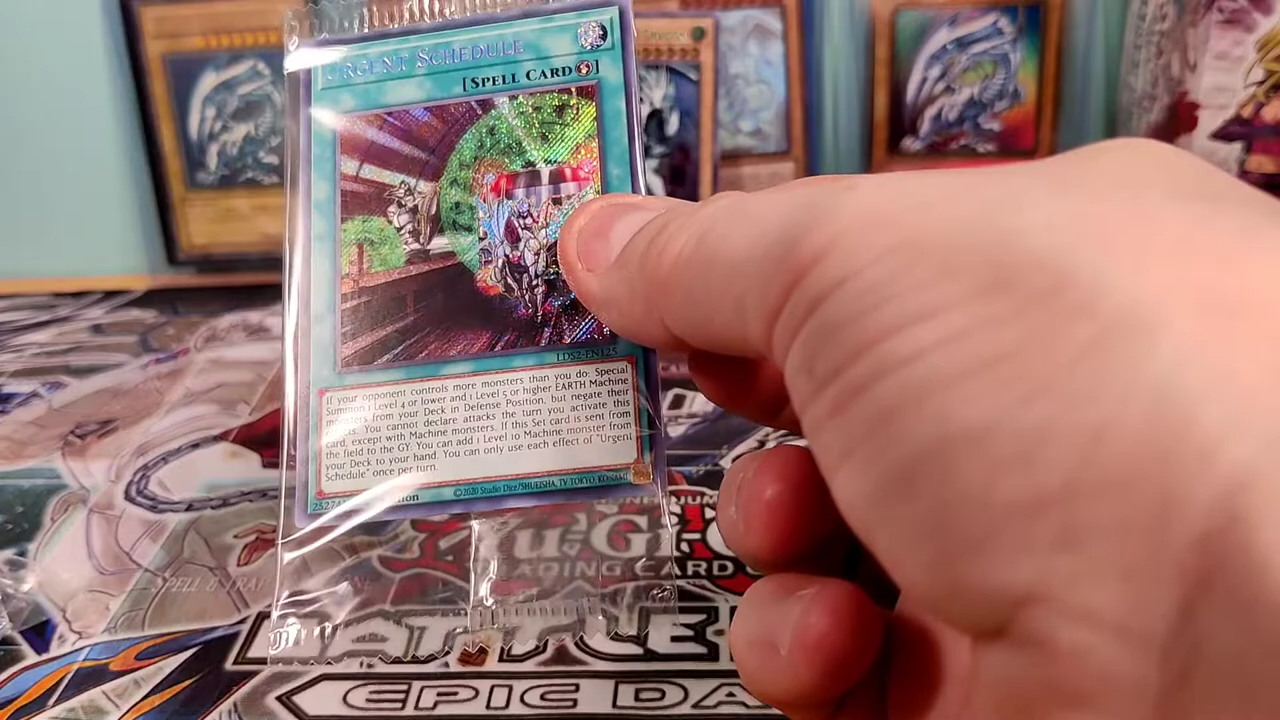 URGENT SCHEDULE
[SPELL CARD]
LDS2-EN125
If your opponent controls more monsters than you do: Special
Summon 1 Level 4 or lower and 1 Level 5 or higher EARTH Machine
monsters from your Deck in Defense Position, but negate their
You cannot declare attacks the turn you activate this
card, except with Machine monsters. If this Set card is sent from
the field to the GY: You can add 1 Level 10 Machine monster from
your Deck to your hand. You can only use each effect of "Urgent
Schedule" once per turn.
©2020 Studio Dice/SHUEISHA, TV TOKYO, KONAMI
Yu-Gi-
TRADING CARD
SPELL & TRAP
BATTLE
EPIC DA